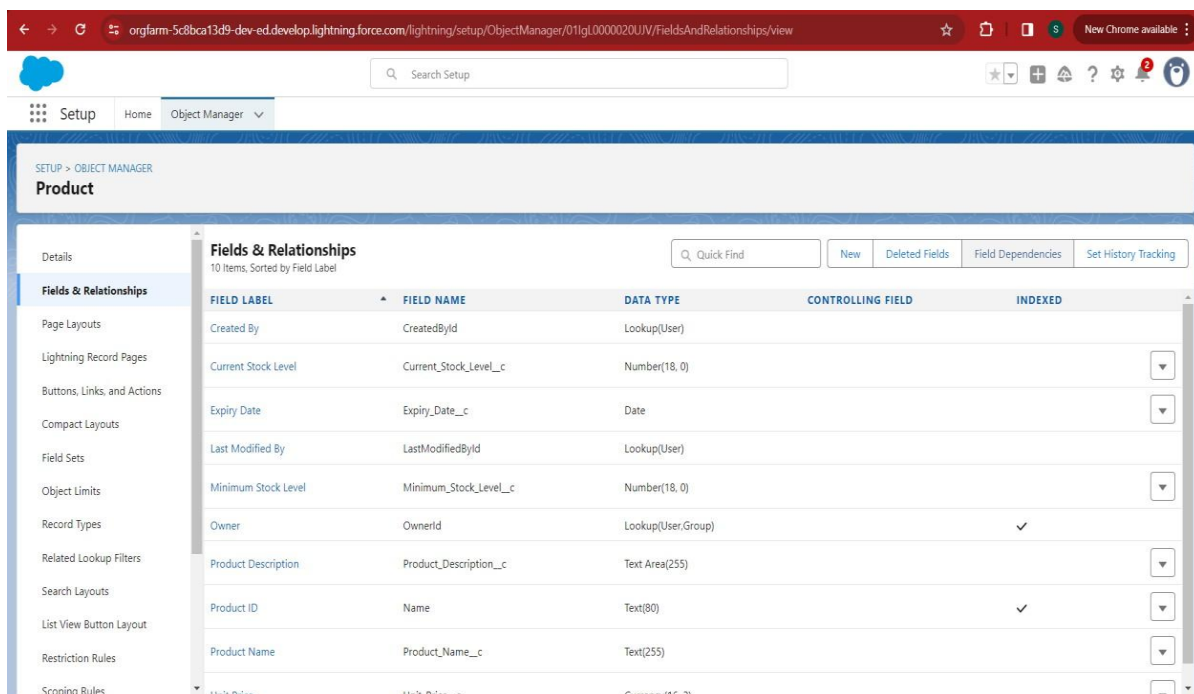 orgfarm-5c8bca13d9-dev-ed.develop.lightning.force.com/lightning/setup/ObjectManager/01IgL0000020UJV/FieldsAndRelationships/view
S
New Chrome available
Search Setup
2
Setup Home Object Manager
SETUP > OBJECT MANAGER
Product
Details
Fields & Relationships
Page Layouts
Lightning Record Pages
Buttons, Links, and Actions
Compact Layouts
Field Sets
Object Limits
Record Types
Related Lookup Filters
Search Layouts
List View Button Layout
Restriction Rules
Scoping Rules
Fields & Relationships
10 Items, Sorted by Field Label
Quick Find New Deleted Fields Field Dependencies Set History Tracking
FIELD LABEL FIELD NAME DATA TYPE CONTROLLING FIELD INDEXED
Created By CreatedById Lookup(User)
Current Stock Level Current_Stock_Level__c Number(18, 0)
Expiry Date Expiry_Date__c Date
Last Modified By LastModifiedById Lookup(User)
Minimum Stock Level Minimum_Stock_Level__c Number(18, 0)
Owner OwnerId Lookup(User,Group)
Product Description Product_Description__c Text Area(255)
Product ID Name Text(80)
Product Name Product_Name__c Text(255)